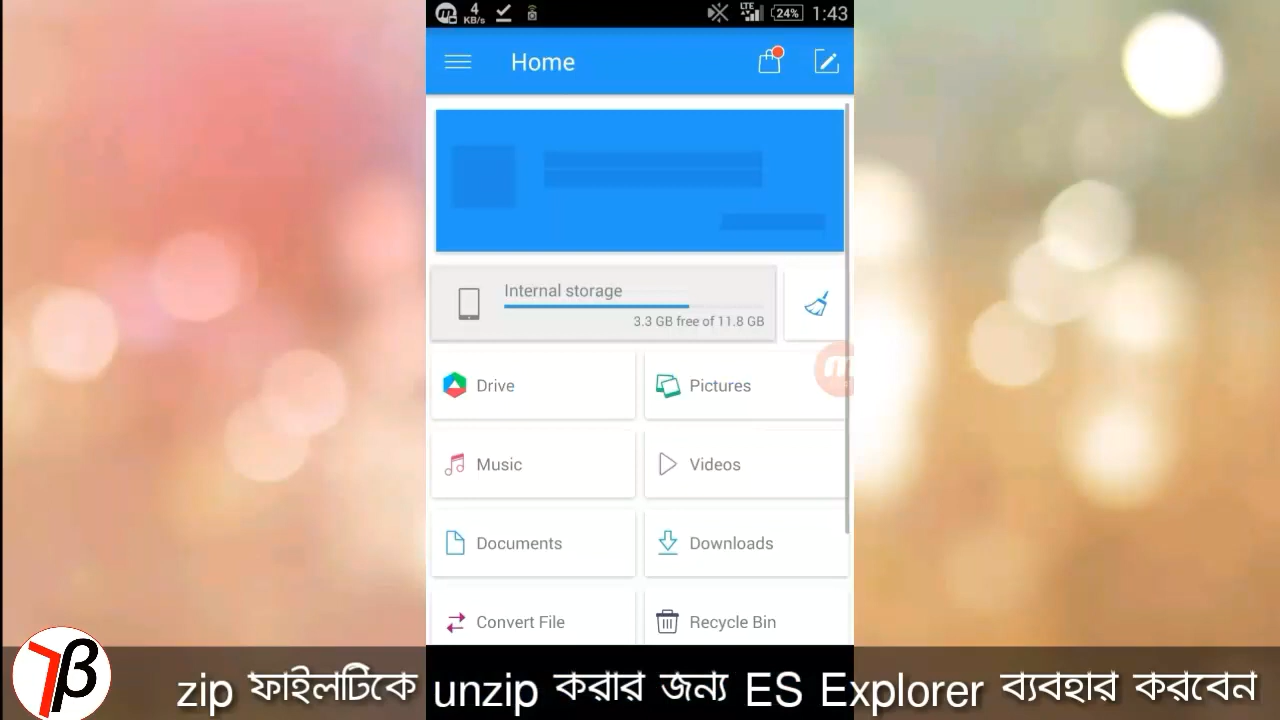 4 KB/s LTE 24% 1:43
Home
Internal storage
3.3 GB free of 11.8 GB
Drive
Pictures
Music
Videos
Documents
Downloads
Convert File
Recycle Bin
zip ফাইলটিকে unzip করার জন্য ES Explorer ব্যবহার করবেন